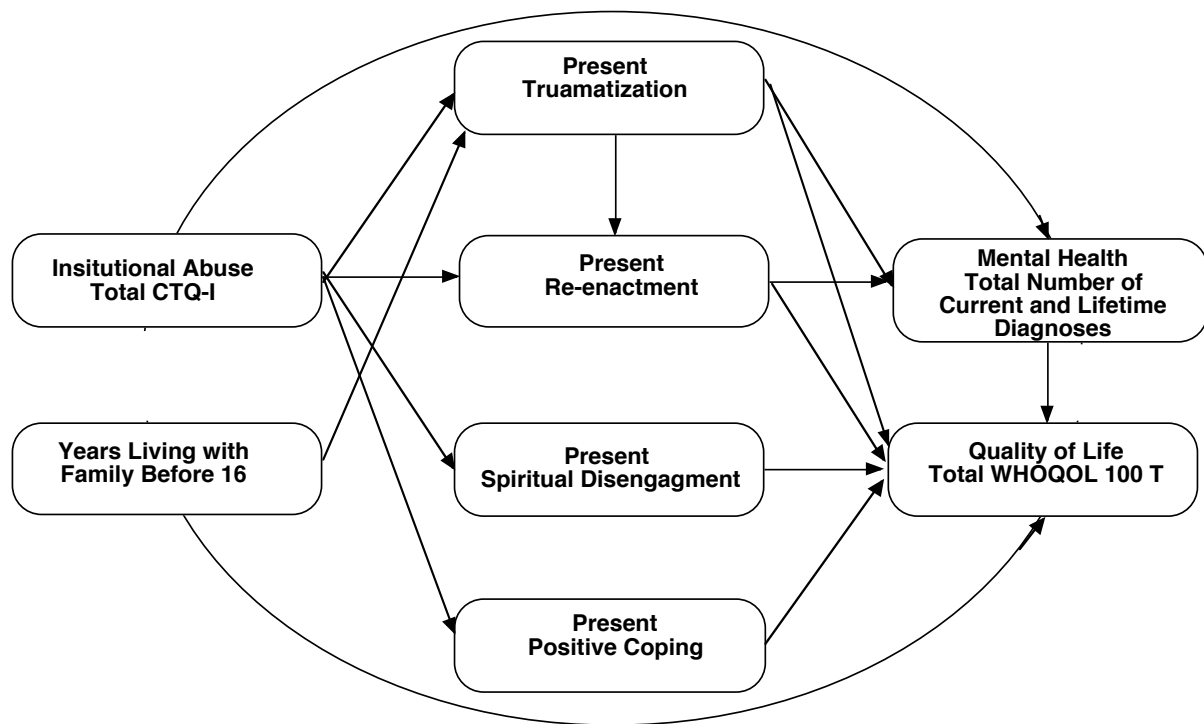 Present
Truamatization
Insitutional Abuse
Total CTQ-I
Present
Re-enactment
Mental Health
Total Number of
Current and Lifetime
Diagnoses
Years Living with
Family Before 16
Present
Spiritual Disengagment
Quality of Life
Total WHOQOL 100 T
Present
Positive Coping